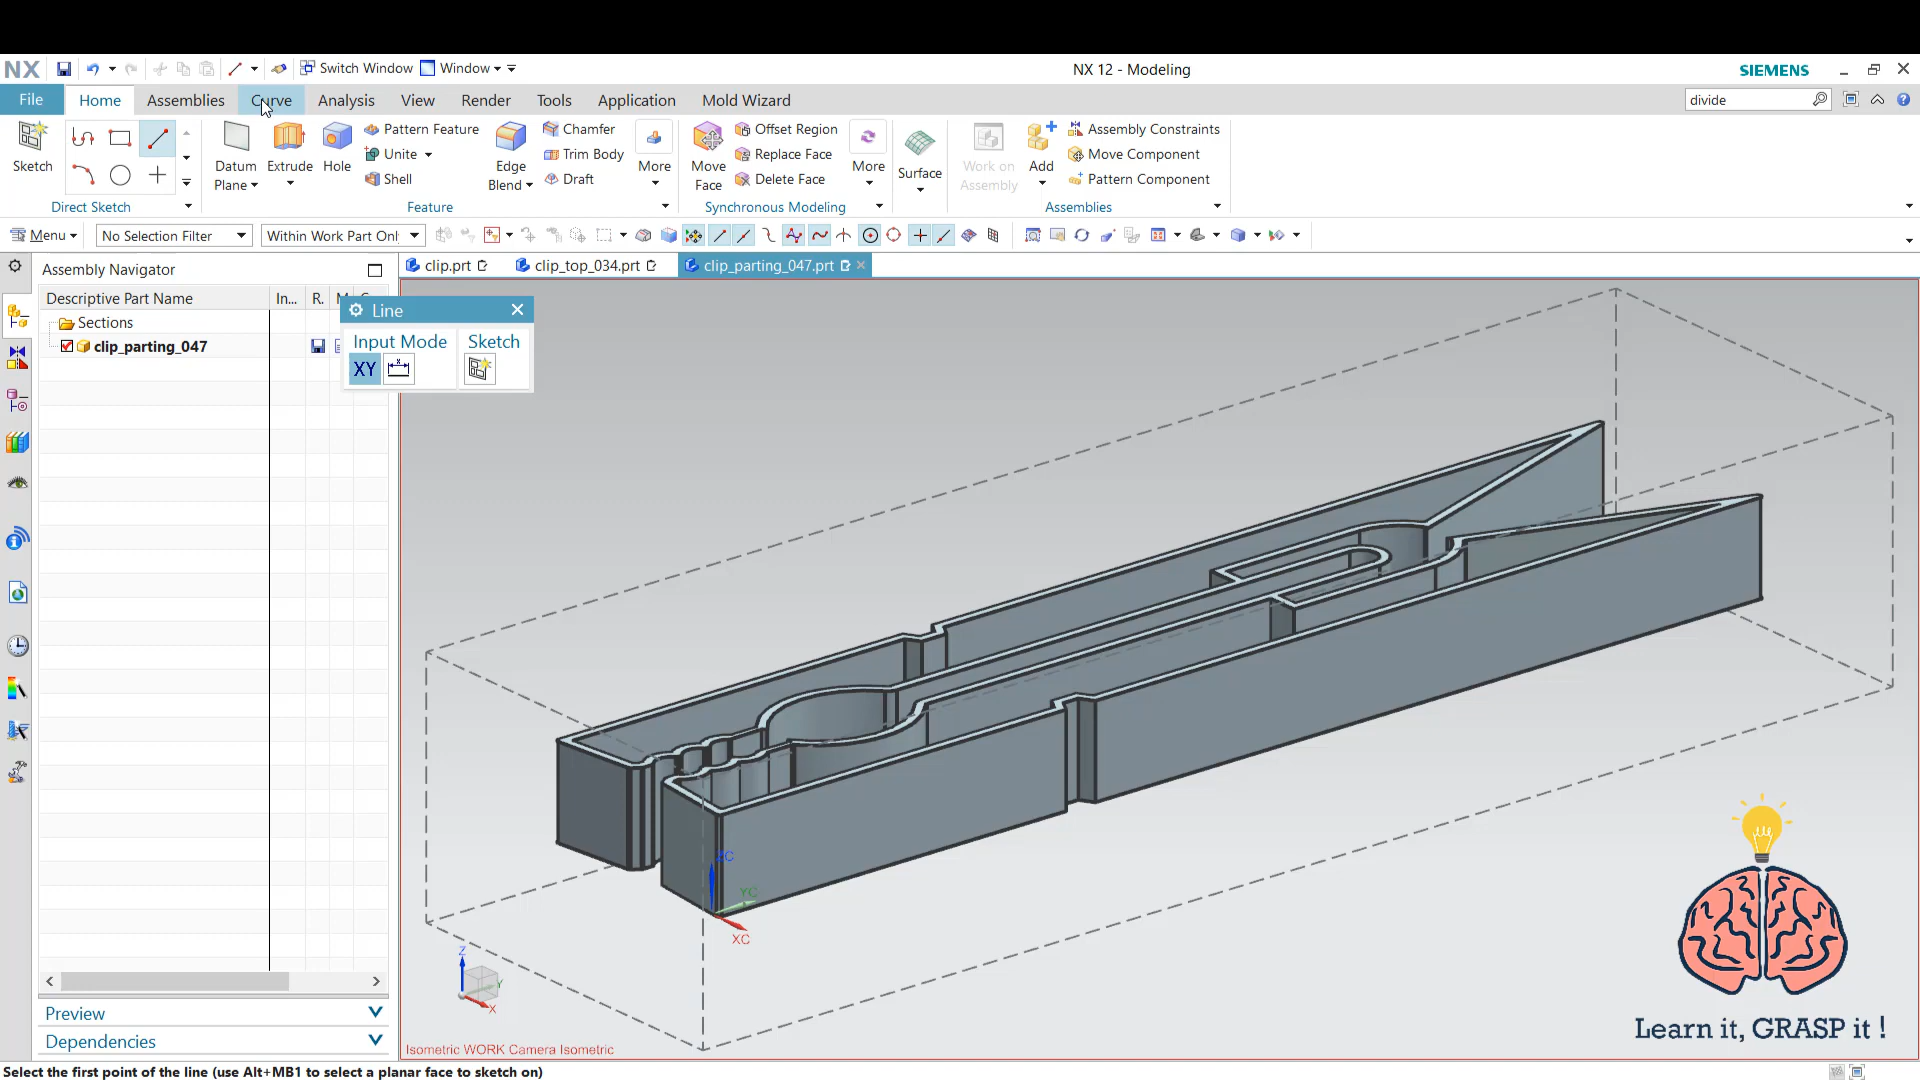 NX
Switch Window
Window
NX 12 - Modeling
SIEMENS
File
Home
Assemblies
Curve
Analysis
View
Render
Tools
Application
Mold Wizard
divide
Sketch
Direct Sketch
Datum Plane
Extrude
Hole
Pattern Feature
Unite
Shell
Edge Blend
Chamfer
Trim Body
Draft
More
Feature
Move Face
Offset Region
Replace Face
Delete Face
More
Synchronous Modeling
Surface
Work on Assembly
Add
Assembly Constraints
Move Component
Pattern Component
Assemblies
Menu
No Selection Filter
Within Work Part Onl
Assembly Navigator
clip.prt
clip_top_034.prt
clip_parting_047.prt
Descriptive Part Name
In...
R.
Sections
clip_parting_047
Line
Input Mode
Sketch
XY
ZC
YC
XC
Z
Y
X
Preview
Dependencies
Isometric WORK Camera Isometric
Learn it, GRASP it !
Select the first point of the line (use Alt+MB1 to select a planar face to sketch on)